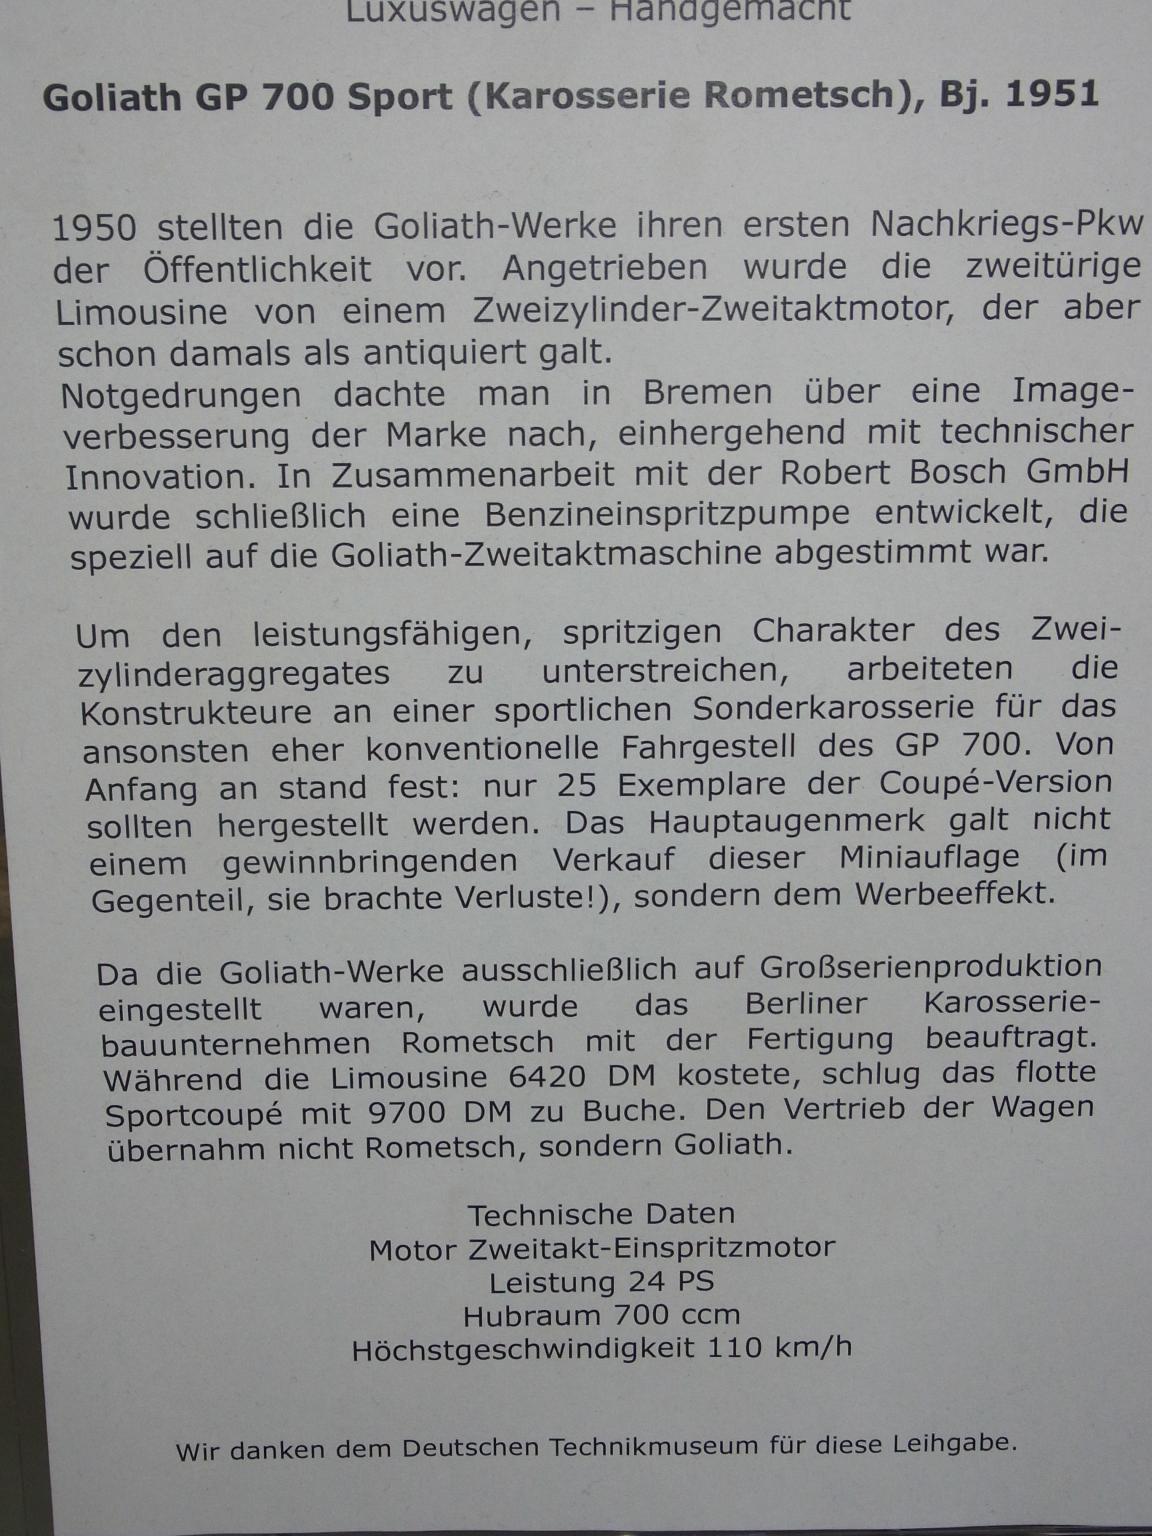 Luxuswagen – Handgemacht
Goliath GP 700 Sport (Karosserie Rometsch), Bj. 1951
1950 stellten die Goliath-Werke ihren ersten Nachkriegs-Pkw
der Öffentlichkeit vor. Angetrieben wurde die zweitürige
Limousine von einem Zweizylinder-Zweitaktmotor, der aber
schon damals als antiquiert galt.
Notgedrungen dachte man in Bremen über eine Image-
verbesserung der Marke nach, einhergehend mit technischer
Innovation. In Zusammenarbeit mit der Robert Bosch GmbH
wurde schließlich eine Benzineinspritzpumpe entwickelt, die
speziell auf die Goliath-Zweitaktmaschine abgestimmt war.
Um den leistungsfähigen, spritzigen Charakter des Zwei-
zylinderaggregates zu unterstreichen, arbeiteten die
Konstrukteure an einer sportlichen Sonderkarosserie für das
ansonsten eher konventionelle Fahrgestell des GP 700. Von
Anfang an stand fest: nur 25 Exemplare der Coupé-Version
sollten hergestellt werden. Das Hauptaugenmerk galt nicht
einem gewinnbringenden Verkauf dieser Miniauflage (im
Gegenteil, sie brachte Verluste!), sondern dem Werbeeffekt.
Da die Goliath-Werke ausschließlich auf Großserienproduktion
eingestellt waren, wurde das Berliner Karosserie-
bauunternehmen Rometsch mit der Fertigung beauftragt.
Während die Limousine 6420 DM kostete, schlug das flotte
Sportcoupé mit 9700 DM zu Buche. Den Vertrieb der Wagen
übernahm nicht Rometsch, sondern Goliath.
Technische Daten
Motor Zweitakt-Einspritzmotor
Leistung 24 PS
Hubraum 700 ccm
Höchstgeschwindigkeit 110 km/h
Wir danken dem Deutschen Technikmuseum für diese Leihgabe.